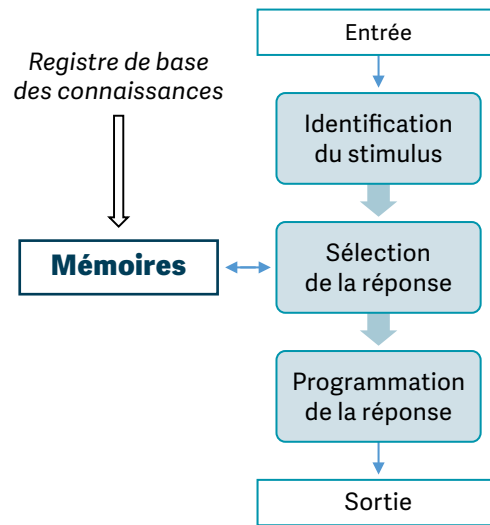 Entrée
Registre de base
des connaissances
Identification
du stimulus
Mémoires
Sélection
de la réponse
Programmation
de la réponse
Sortie